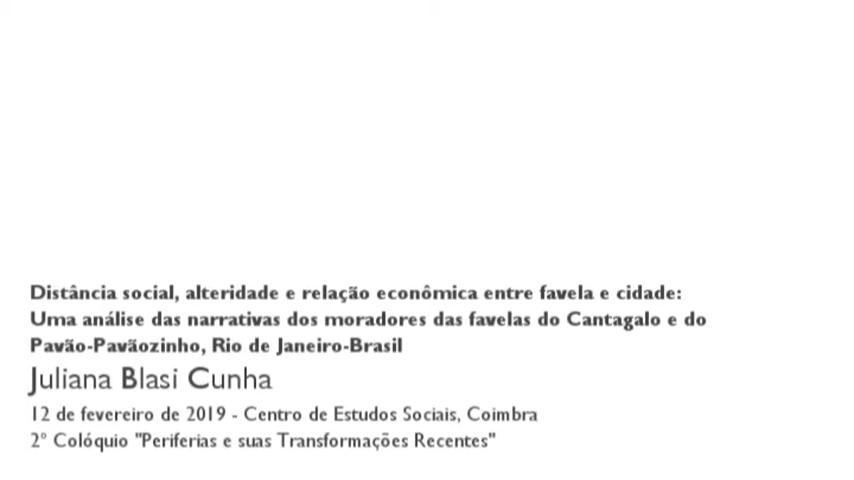 Distância social, alteridade e relação econômica entre favela e cidade:
Uma análise das narrativas dos moradores das favelas do Cantagalo e do
Pavão-Pavãozinho, Rio de Janeiro-Brasil
Juliana Blasi Cunha
12 de fevereiro de 2019 - Centro de Estudos Sociais, Coimbra
2º Colóquio "Periferias e suas Transformações Recentes"